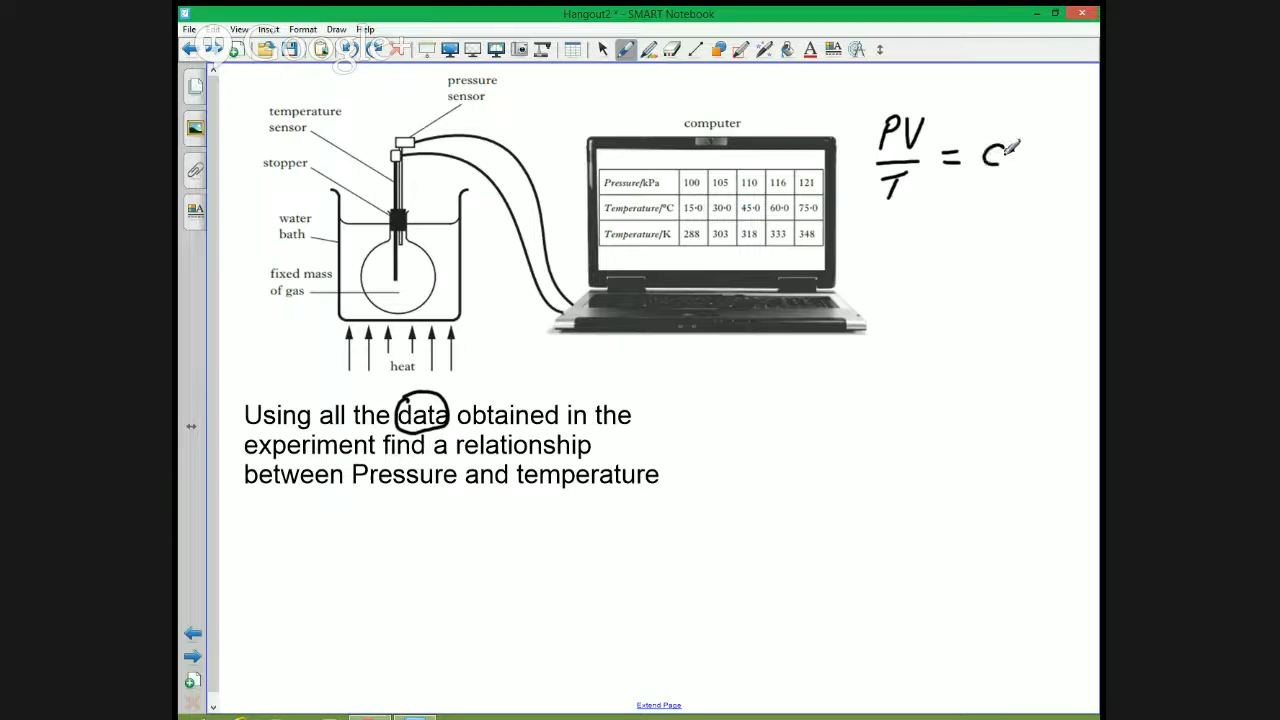 Hangout2 * - SMART Notebook
File Edit View Insert Format Draw Help
Google+
pressure
sensor
temperature
sensor
stopper
water
bath
fixed mass
of gas
heat
computer
Pressure/kPa 100 105 110 116 121
Temperature/°C 15·0 30·0 45·0 60·0 75·0
Temperature/K 288 303 318 333 348
PV
T
= C
Using all the data obtained in the
experiment find a relationship
between Pressure and temperature
Extend Page